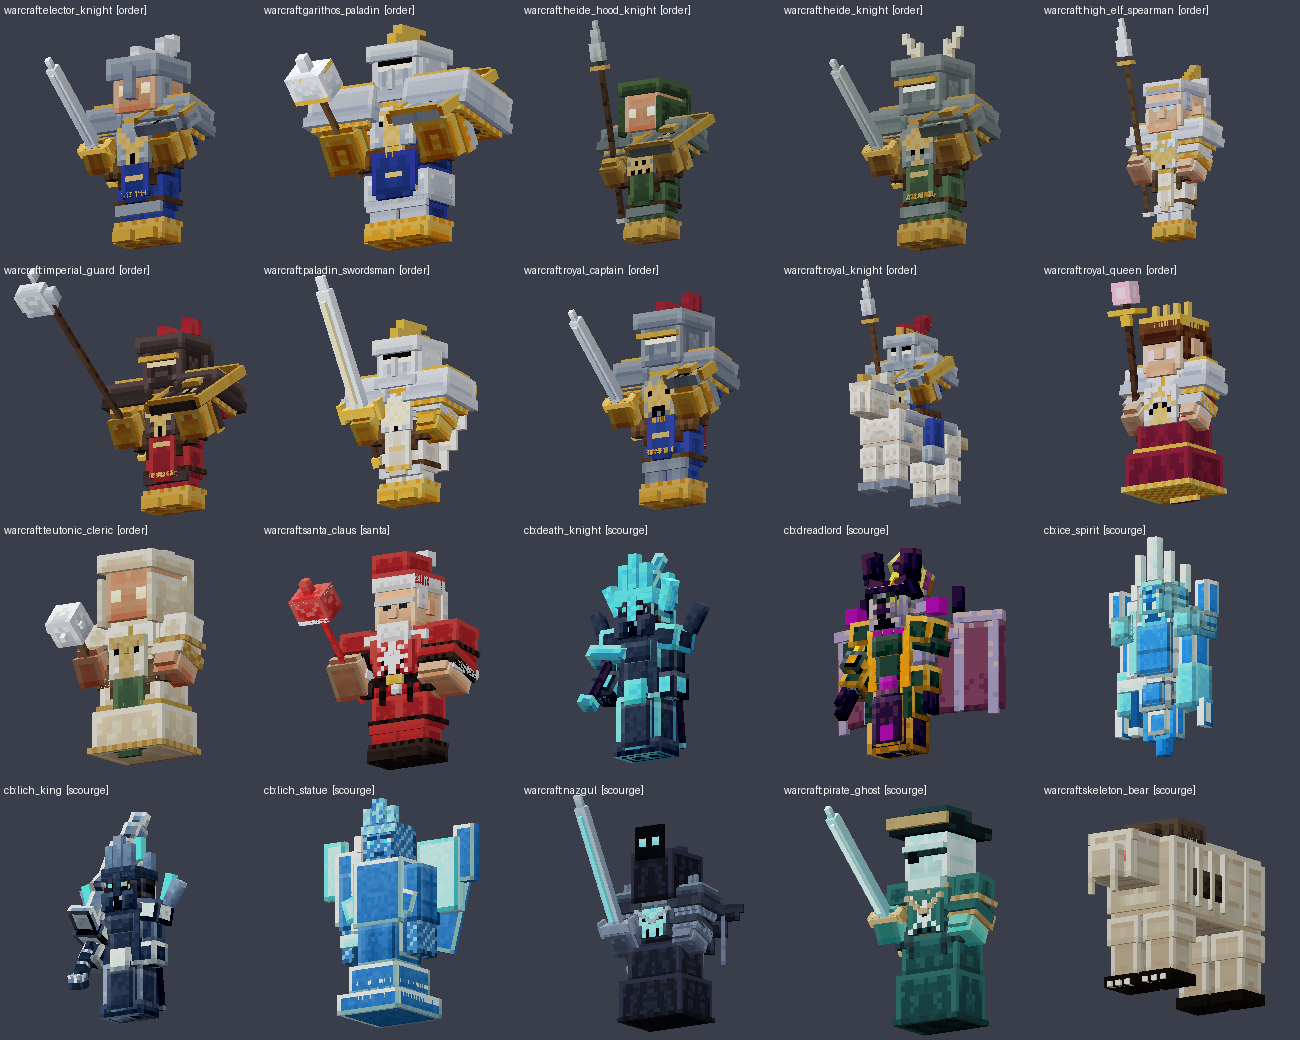 warcraft:elector_knight [order]
warcraft:garithos_paladin [order]
warcraft:heide_hood_knight [order]
warcraft:heide_knight [order]
warcraft:high_elf_spearman [order]
warcraft:imperial_guard [order]
warcraft:paladin_swordsman [order]
warcraft:royal_captain [order]
warcraft:royal_knight [order]
warcraft:royal_queen [order]
warcraft:teutonic_cleric [order]
warcraft:santa_claus [santa]
cb:death_knight [scourge]
cb:dreadlord [scourge]
cb:ice_spirit [scourge]
cb:lich_king [scourge]
cb:lich_statue [scourge]
warcraft:nazgul [scourge]
warcraft:pirate_ghost [scourge]
warcraft:skeleton_bear [scourge]